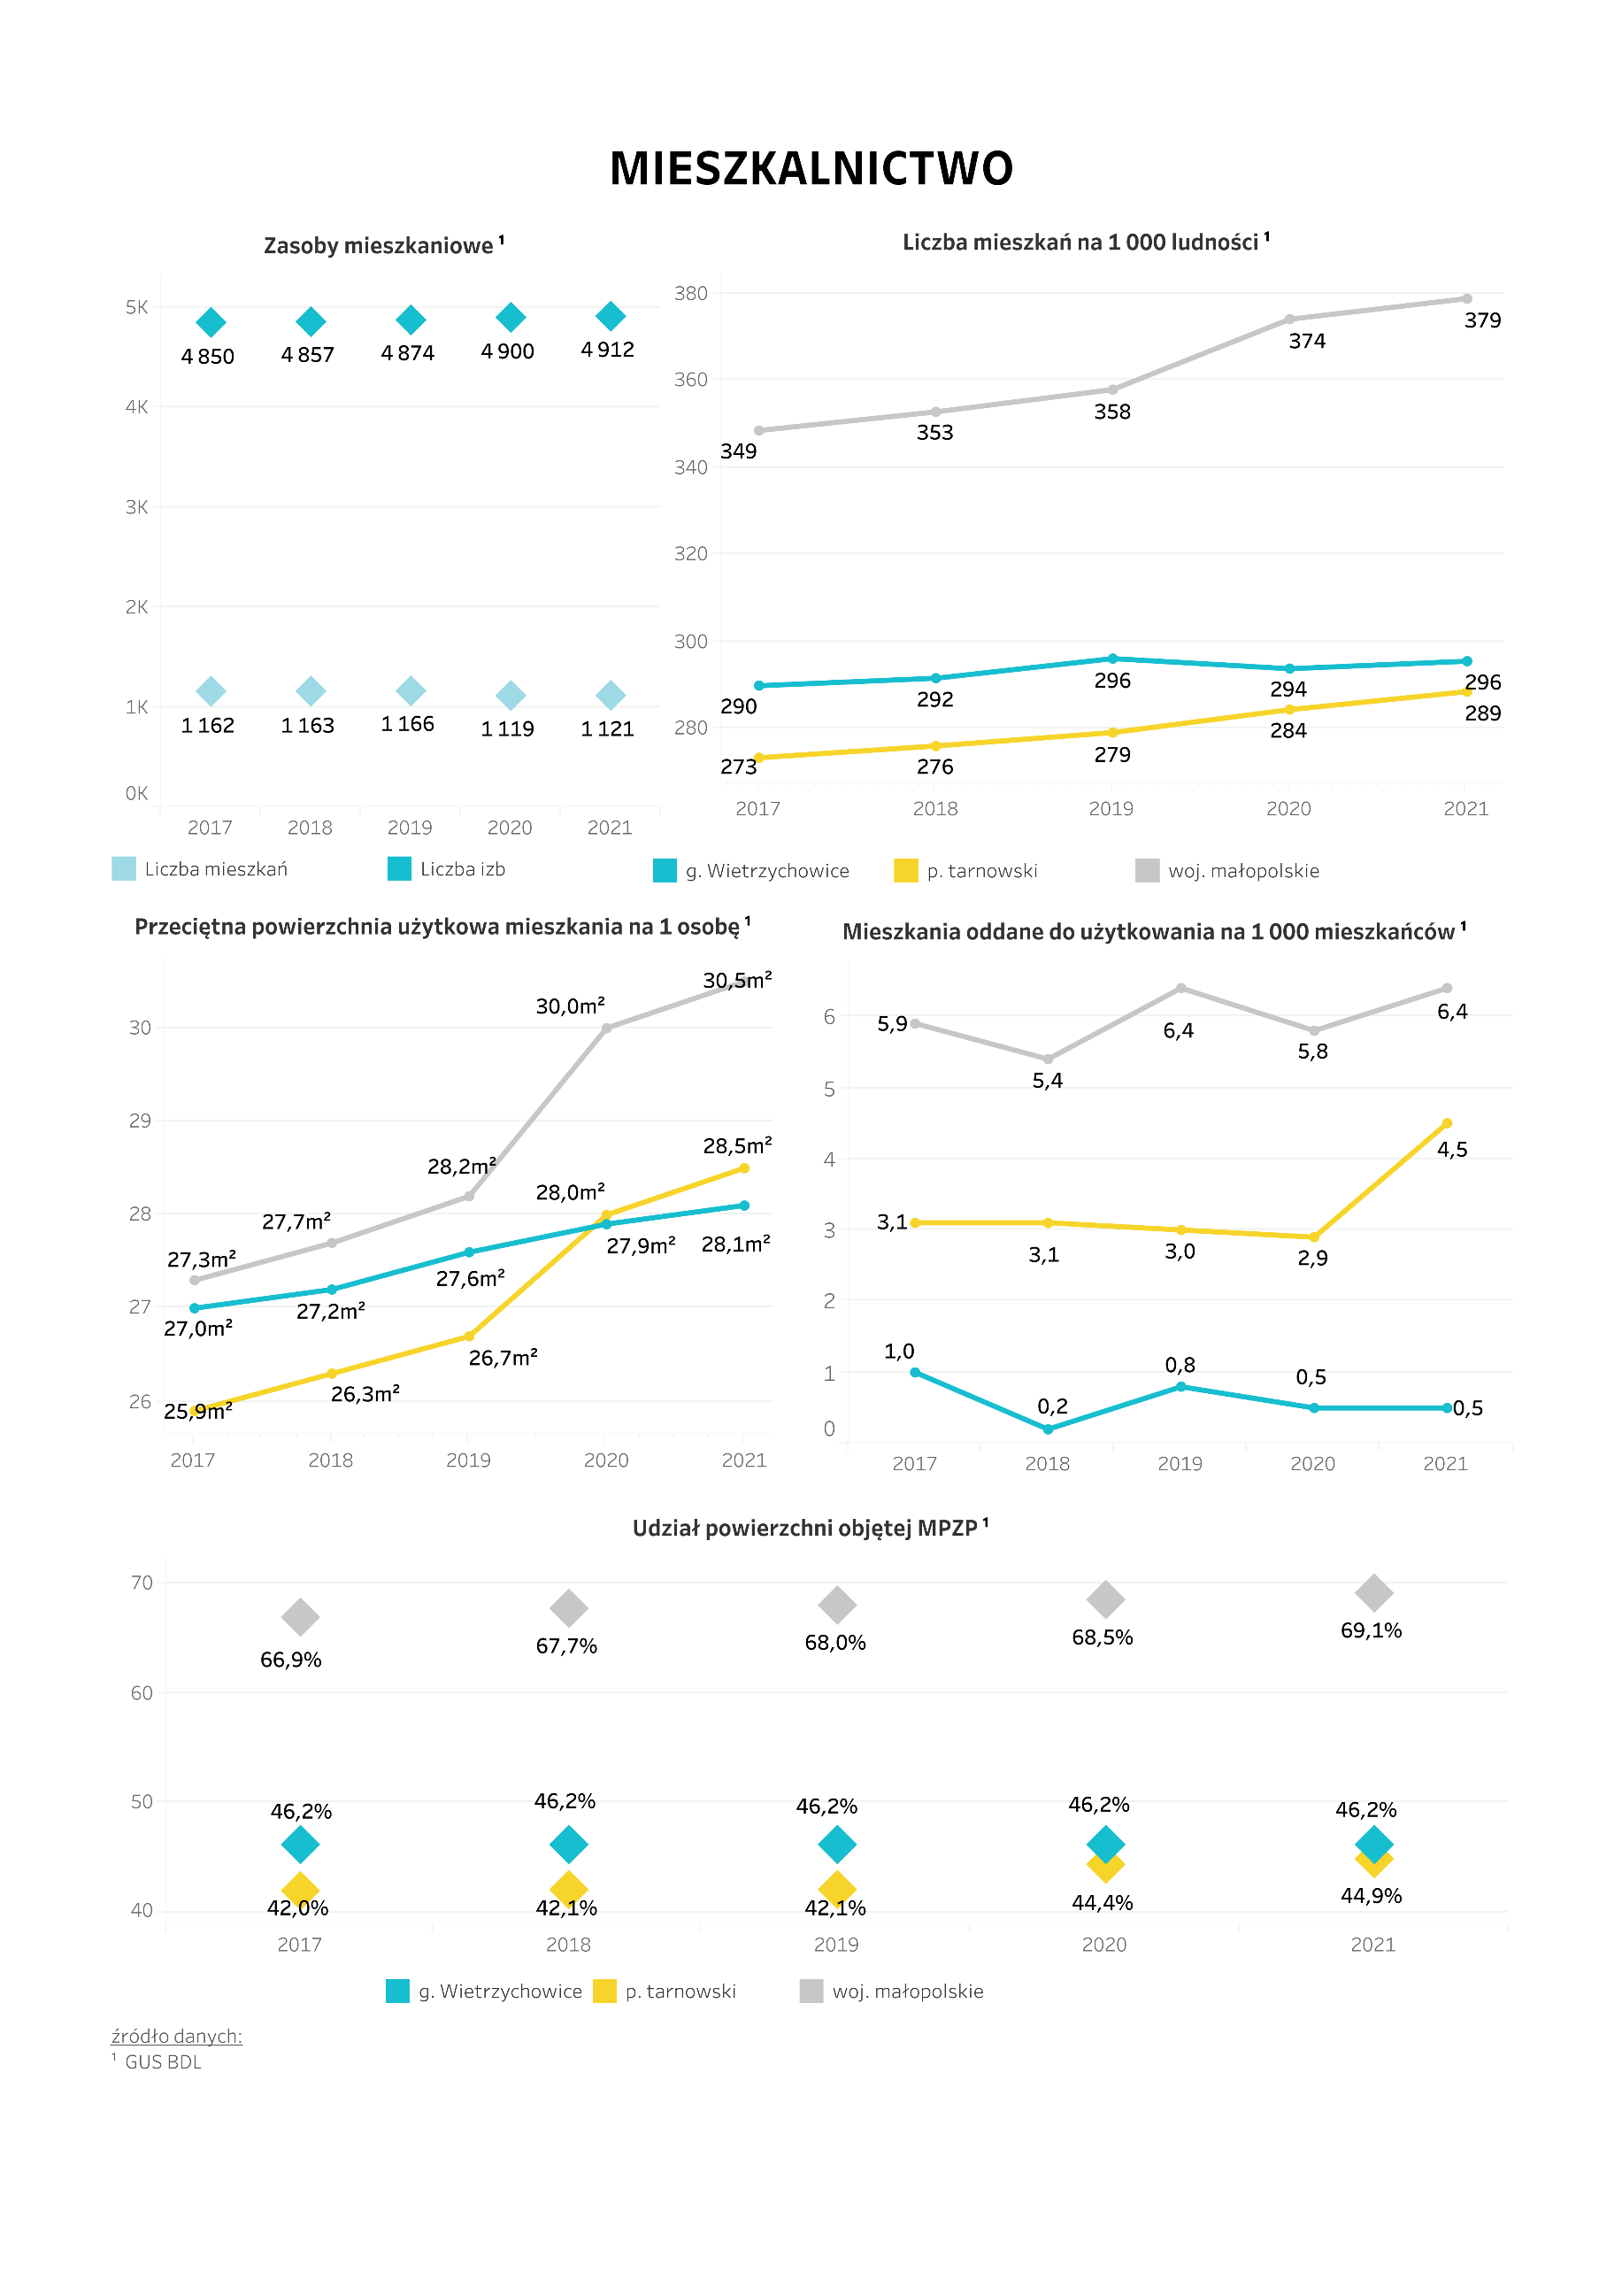 MIESZKALNICTWO
Zasoby mieszkaniowe ¹
5K
4K
3K
2K
1K
0K
4 850
4 857
4 874
4 900
4 912
1 162
1 163
1 166
1 119
1 121
2017
2018
2019
2020
2021
Liczba mieszkań
Liczba izb
Liczba mieszkań na 1 000 ludności ¹
380
360
340
320
300
280
349
353
358
374
379
290
292
296
294
296
273
276
279
284
289
2017
2018
2019
2020
2021
g. Wietrzychowice
p. tarnowski
woj. małopolskie
Przeciętna powierzchnia użytkowa mieszkania na 1 osobę ¹
30
29
28
27
26
27,3m²
27,7m²
28,2m²
30,0m²
30,5m²
27,0m²
27,2m²
27,6m²
27,9m²
28,1m²
25,9m²
26,3m²
26,7m²
28,0m²
28,5m²
2017
2018
2019
2020
2021
Mieszkania oddane do użytkowania na 1 000 mieszkańców ¹
6
5
4
3
2
1
0
5,9
5,4
6,4
5,8
6,4
3,1
3,1
3,0
2,9
4,5
1,0
0,2
0,8
0,5
0,5
2017
2018
2019
2020
2021
Udział powierzchni objętej MPZP ¹
70
60
50
40
66,9%
67,7%
68,0%
68,5%
69,1%
46,2%
46,2%
46,2%
46,2%
46,2%
42,0%
42,1%
42,1%
44,4%
44,9%
2017
2018
2019
2020
2021
g. Wietrzychowice
p. tarnowski
woj. małopolskie
źródło danych:
¹ GUS BDL